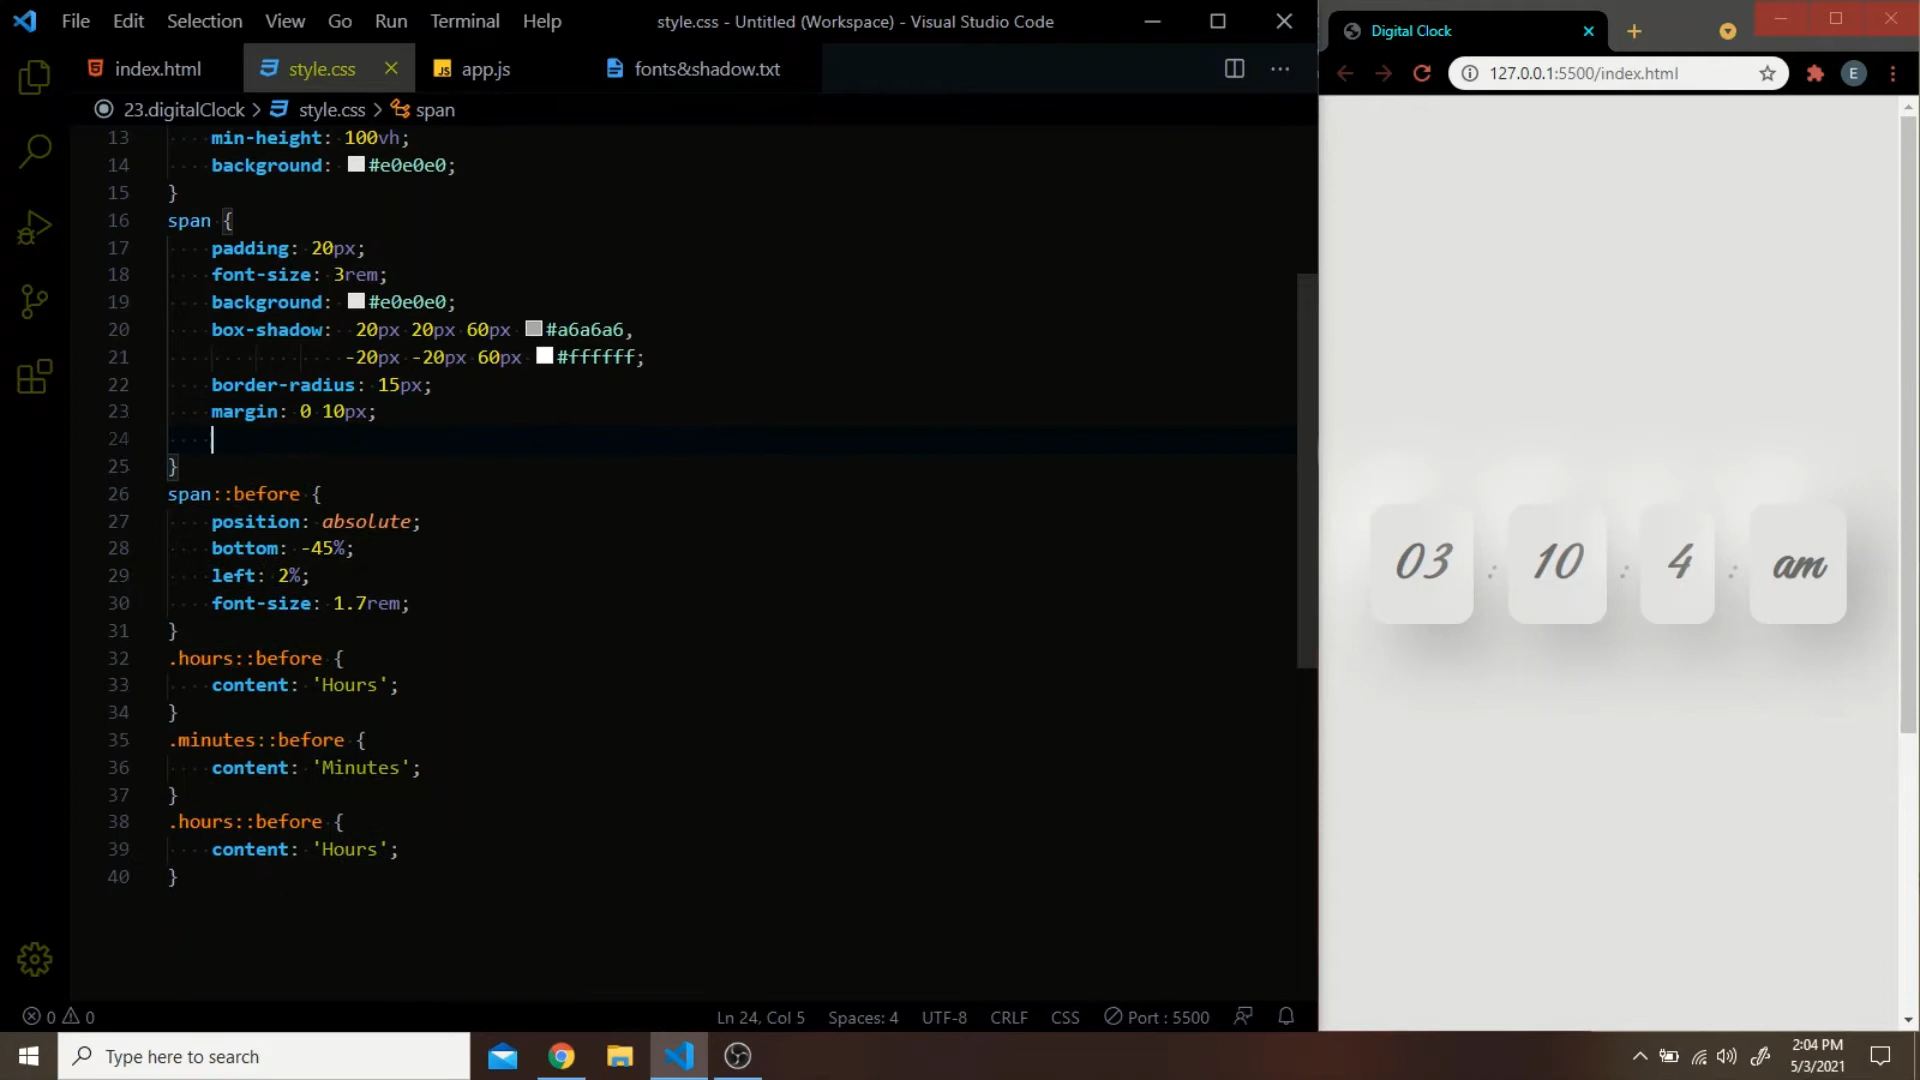 File Edit Selection View Go Run Terminal Help style.css - Untitled (Workspace) - Visual Studio Code
index.html style.css app.js fonts&shadow.txt
23.digitalClock > style.css > span
13 min-height: 100vh;
14 background: #e0e0e0;
15 }
16 span {
17 padding: 20px;
18 font-size: 3rem;
19 background: #e0e0e0;
20 box-shadow: 20px 20px 60px #a6a6a6,
21 -20px -20px 60px #ffffff;
22 border-radius: 15px;
23 margin: 0 10px;
24
25 }
26 span::before {
27 position: absolute;
28 bottom: -45%;
29 left: 2%;
30 font-size: 1.7rem;
31 }
32 .hours::before {
33 content: 'Hours';
34 }
35 .minutes::before {
36 content: 'Minutes';
37 }
38 .hours::before {
39 content: 'Hours';
40 }
0 0 Ln 24, Col 5 Spaces: 4 UTF-8 CRLF CSS Port : 5500
Digital Clock
127.0.0.1:5500/index.html
E
03 : 10 : 4 : am
Type here to search
2:04 PM
5/3/2021